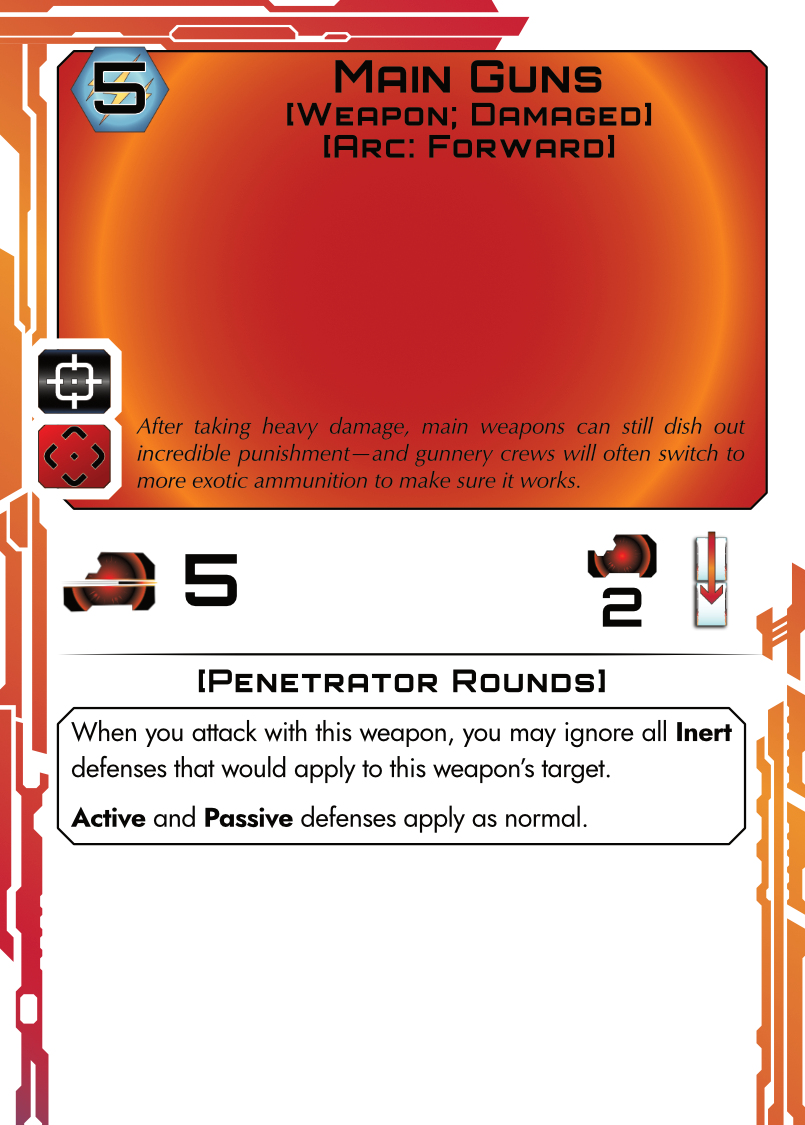 5
Main Guns
[Weapon; Damaged]
[Arc: Forward]
After taking heavy damage, main weapons can still dish out
incredible punishment—and gunnery crews will often switch to
more exotic ammunition to make sure it works.
5
2
[Penetrator Rounds]
When you attack with this weapon, you may ignore all Inert
defenses that would apply to this weapon's target.
Active and Passive defenses apply as normal.